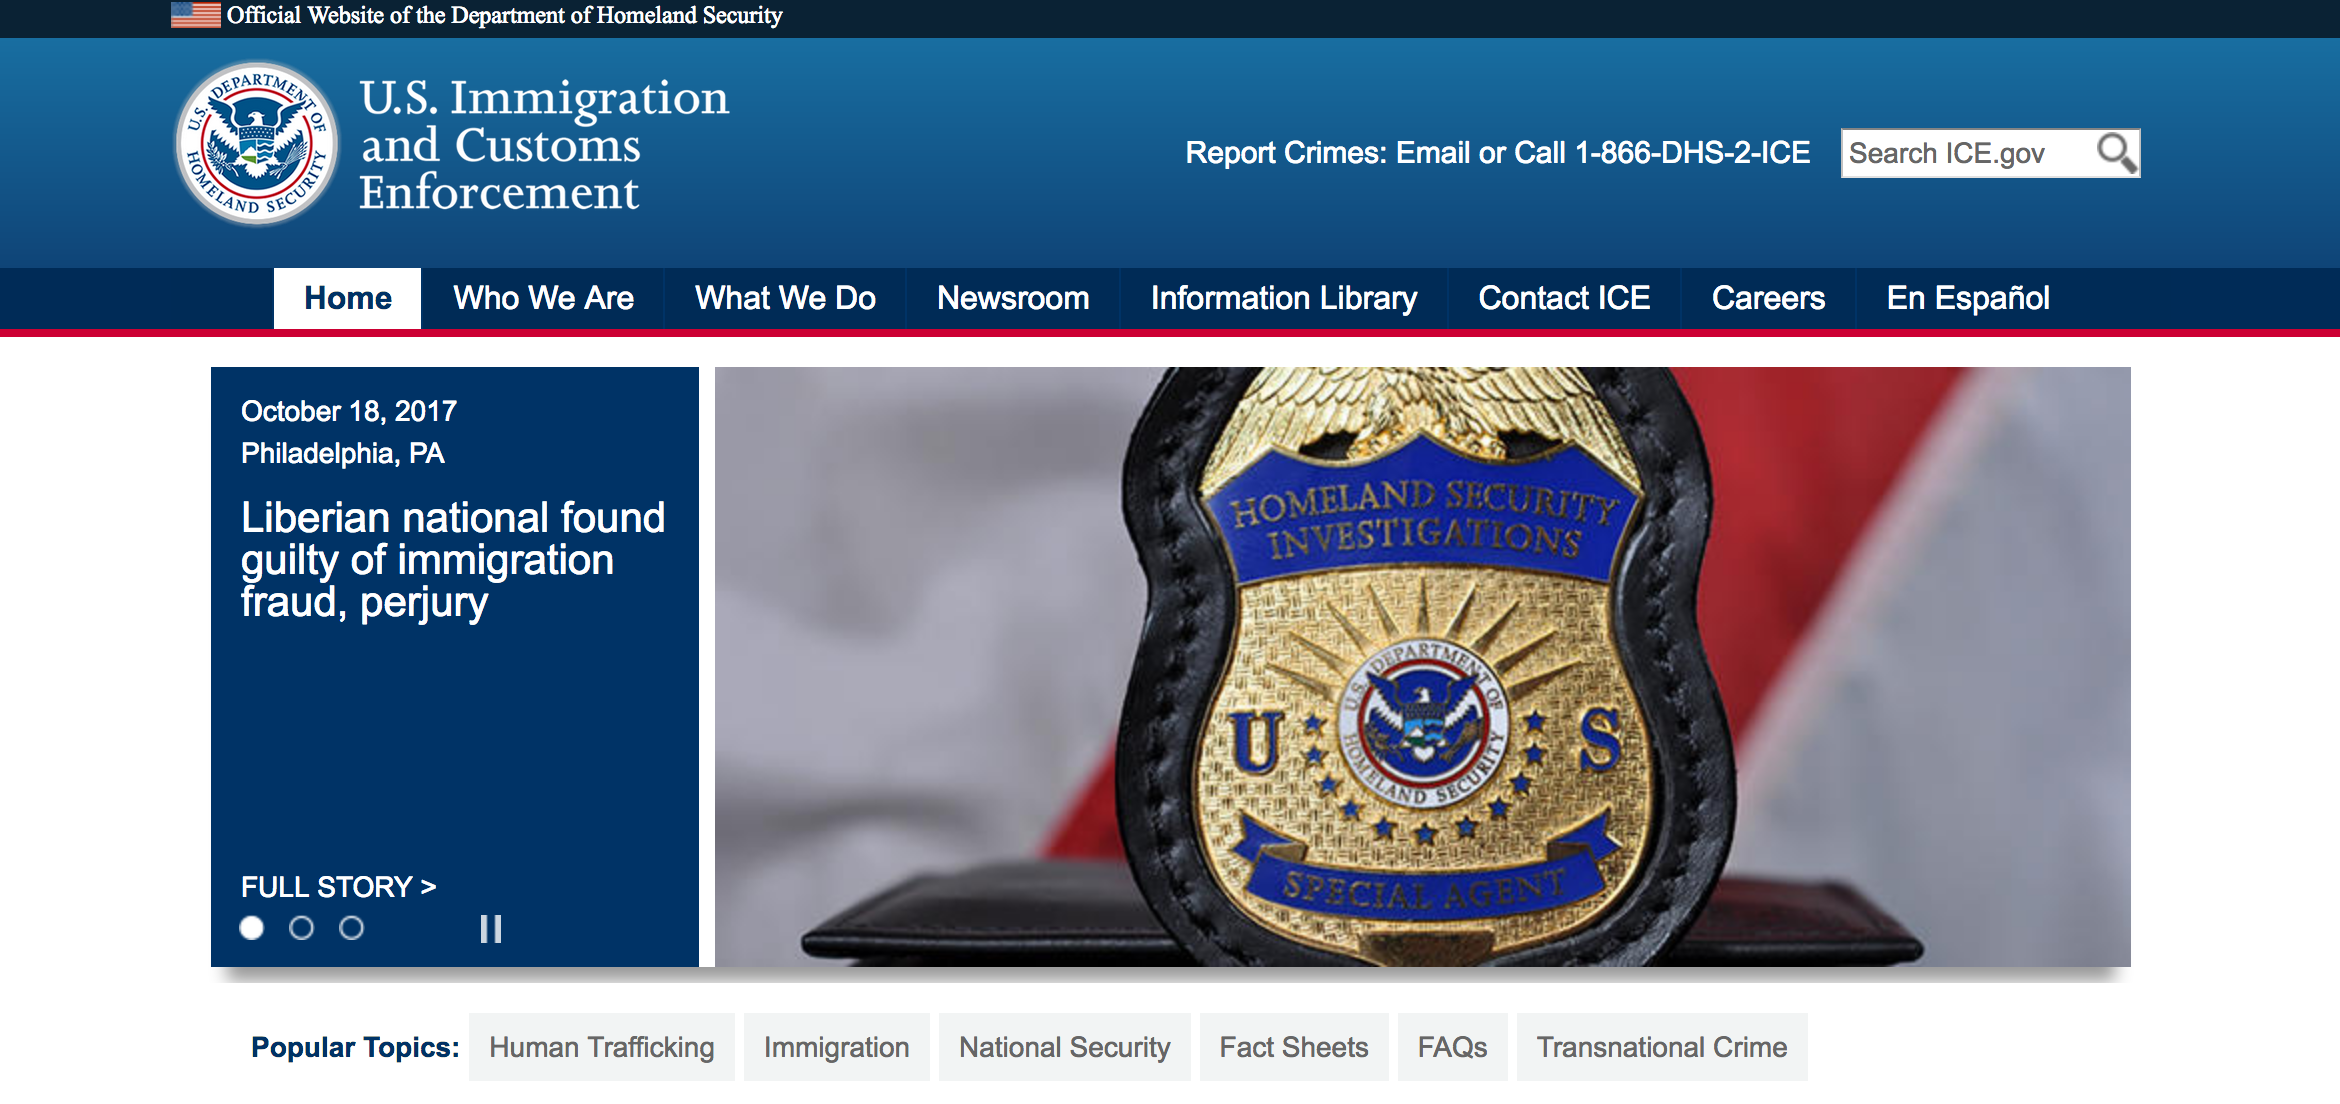 Official Website of the Department of Homeland Security
U.S. DEPARTMENT OF HOMELAND SECURITY
U.S. Immigration
and Customs
Enforcement
Report Crimes: Email or Call 1-866-DHS-2-ICE
Search ICE.gov
Home Who We Are What We Do Newsroom Information Library Contact ICE Careers En Español
October 18, 2017
Philadelphia, PA
Liberian national found
guilty of immigration
fraud, perjury
FULL STORY >
HOMELAND SECURITY
INVESTIGATIONS
U.S. DEPARTMENT OF HOMELAND SECURITY
U S
SPECIAL AGENT
Popular Topics: Human Trafficking Immigration National Security Fact Sheets FAQs Transnational Crime